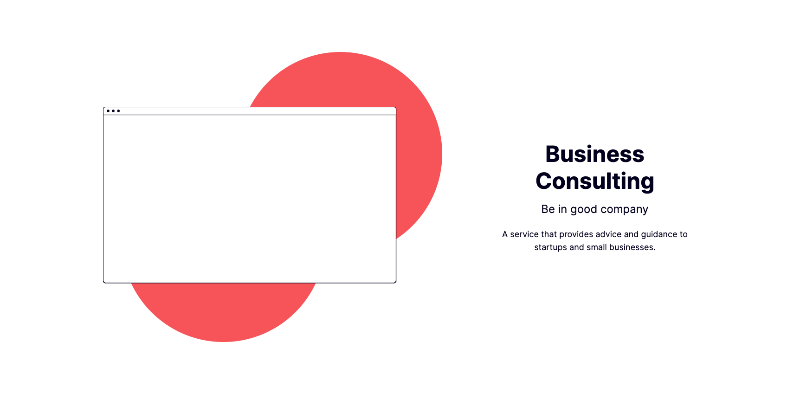 Business
Consulting
Be in good company
A service that provides advice and guidance to
startups and small businesses.